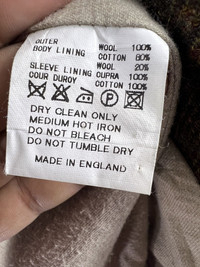 OUTER WOOL 100%
BODY LINING COTTON 80%
WOOL 20%
SLEEVE LINING CUPRA 100%
COUR DUROY COTTON 100%
P
DRY CLEAN ONLY
MEDIUM HOT IRON
DO NOT BLEACH
DO NOT TUMBLE DRY
MADE IN ENGLAND